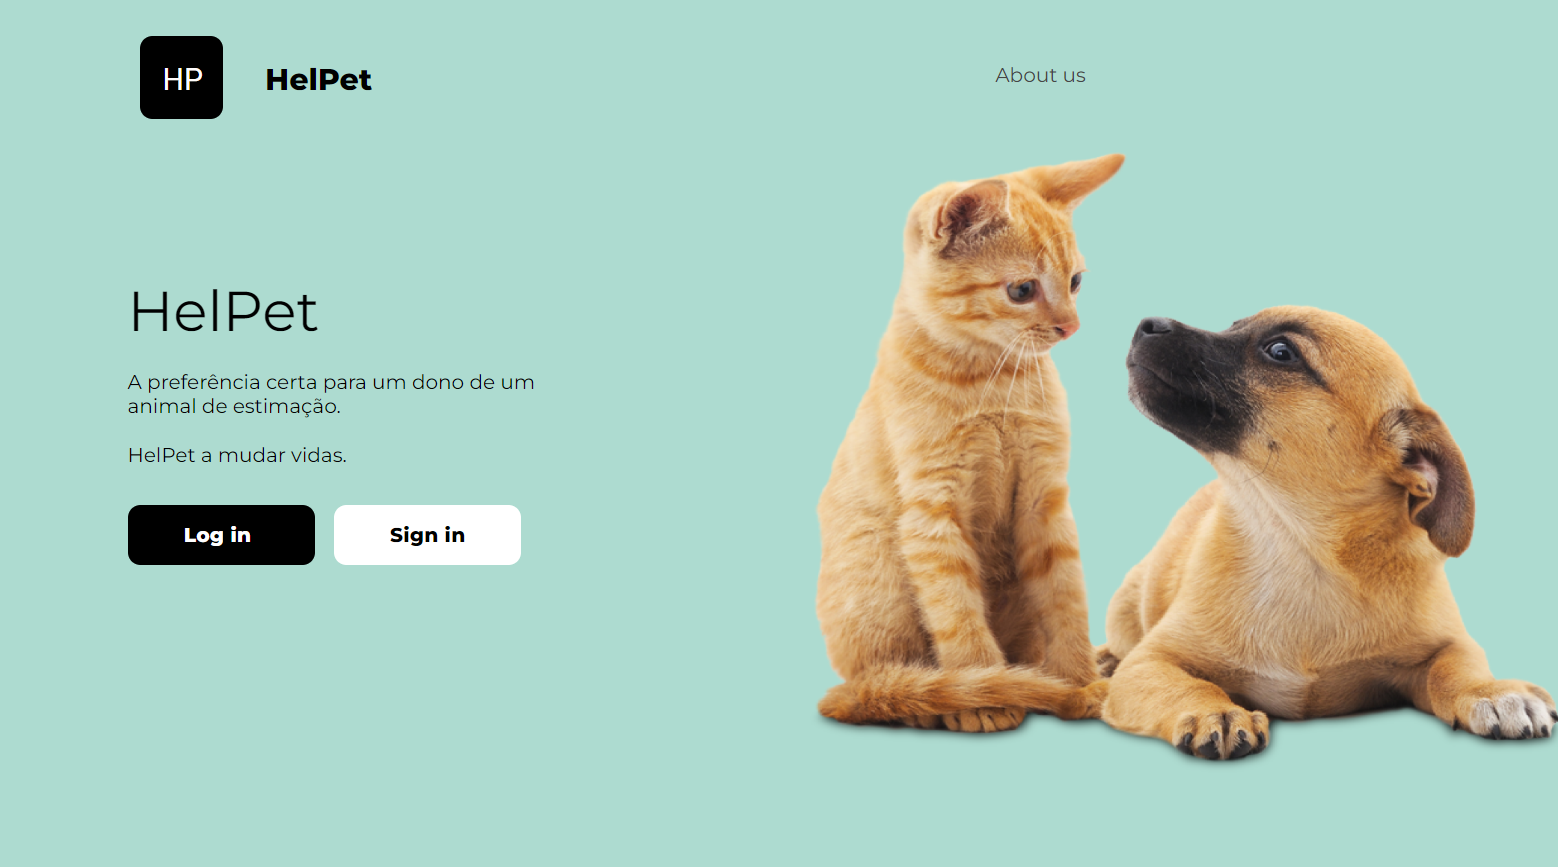 HP
HelPet
About us
HelPet
A preferência certa para um dono de um
animal de estimação.
HelPet a mudar vidas.
Log in
Sign in